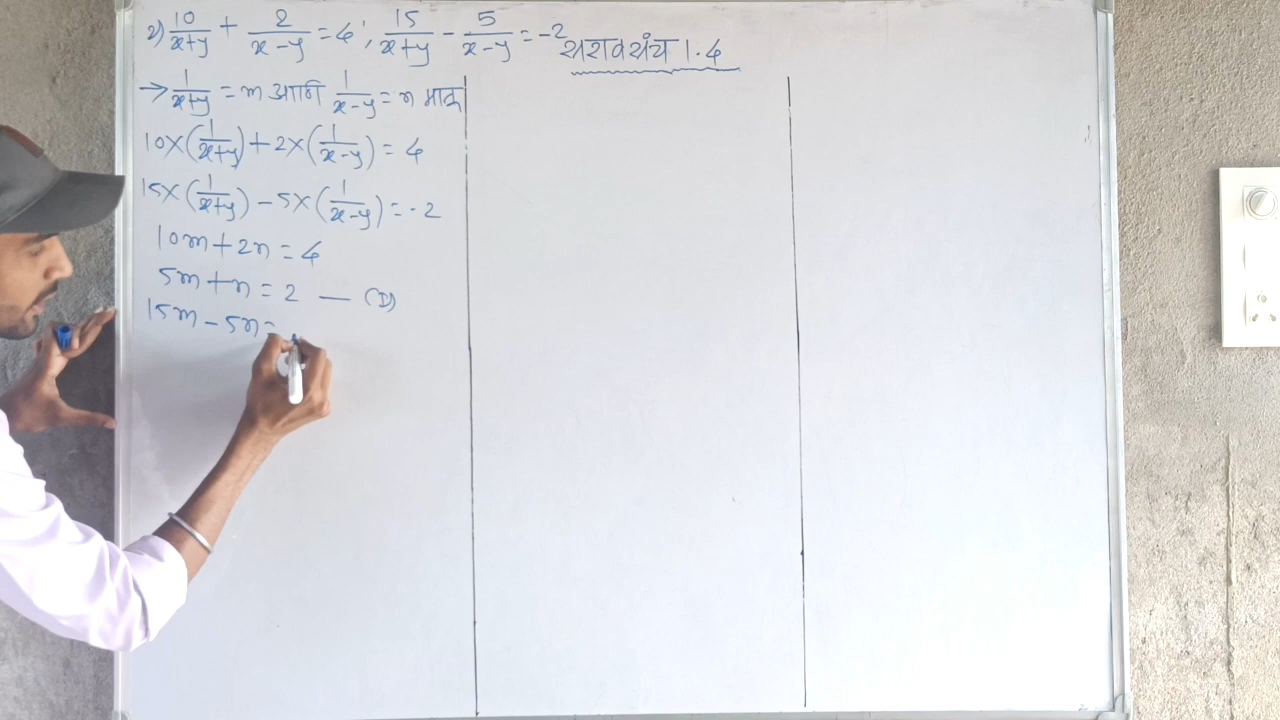 २) 10/(x+y) + 2/(x-y) = 4 ; 15/(x+y) - 5/(x-y) = -2
सरावसंच 1.4
→ 1/(x+y) = m आणि 1/(x-y) = n मानू
10×(1/(x+y)) + 2×(1/(x-y)) = 4
15×(1/(x+y)) - 5×(1/(x-y)) = -2
10m + 2n = 4
5m + n = 2 — (I)
15m - 5n =